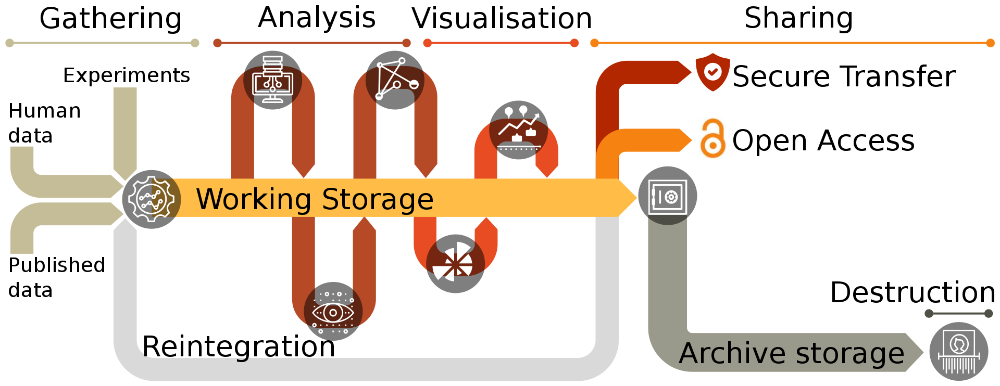 Gathering
Analysis
Visualisation
Sharing
Experiments
Human
data
Published
data
Working Storage
Reintegration
Secure Transfer
Open Access
Destruction
Archive storage